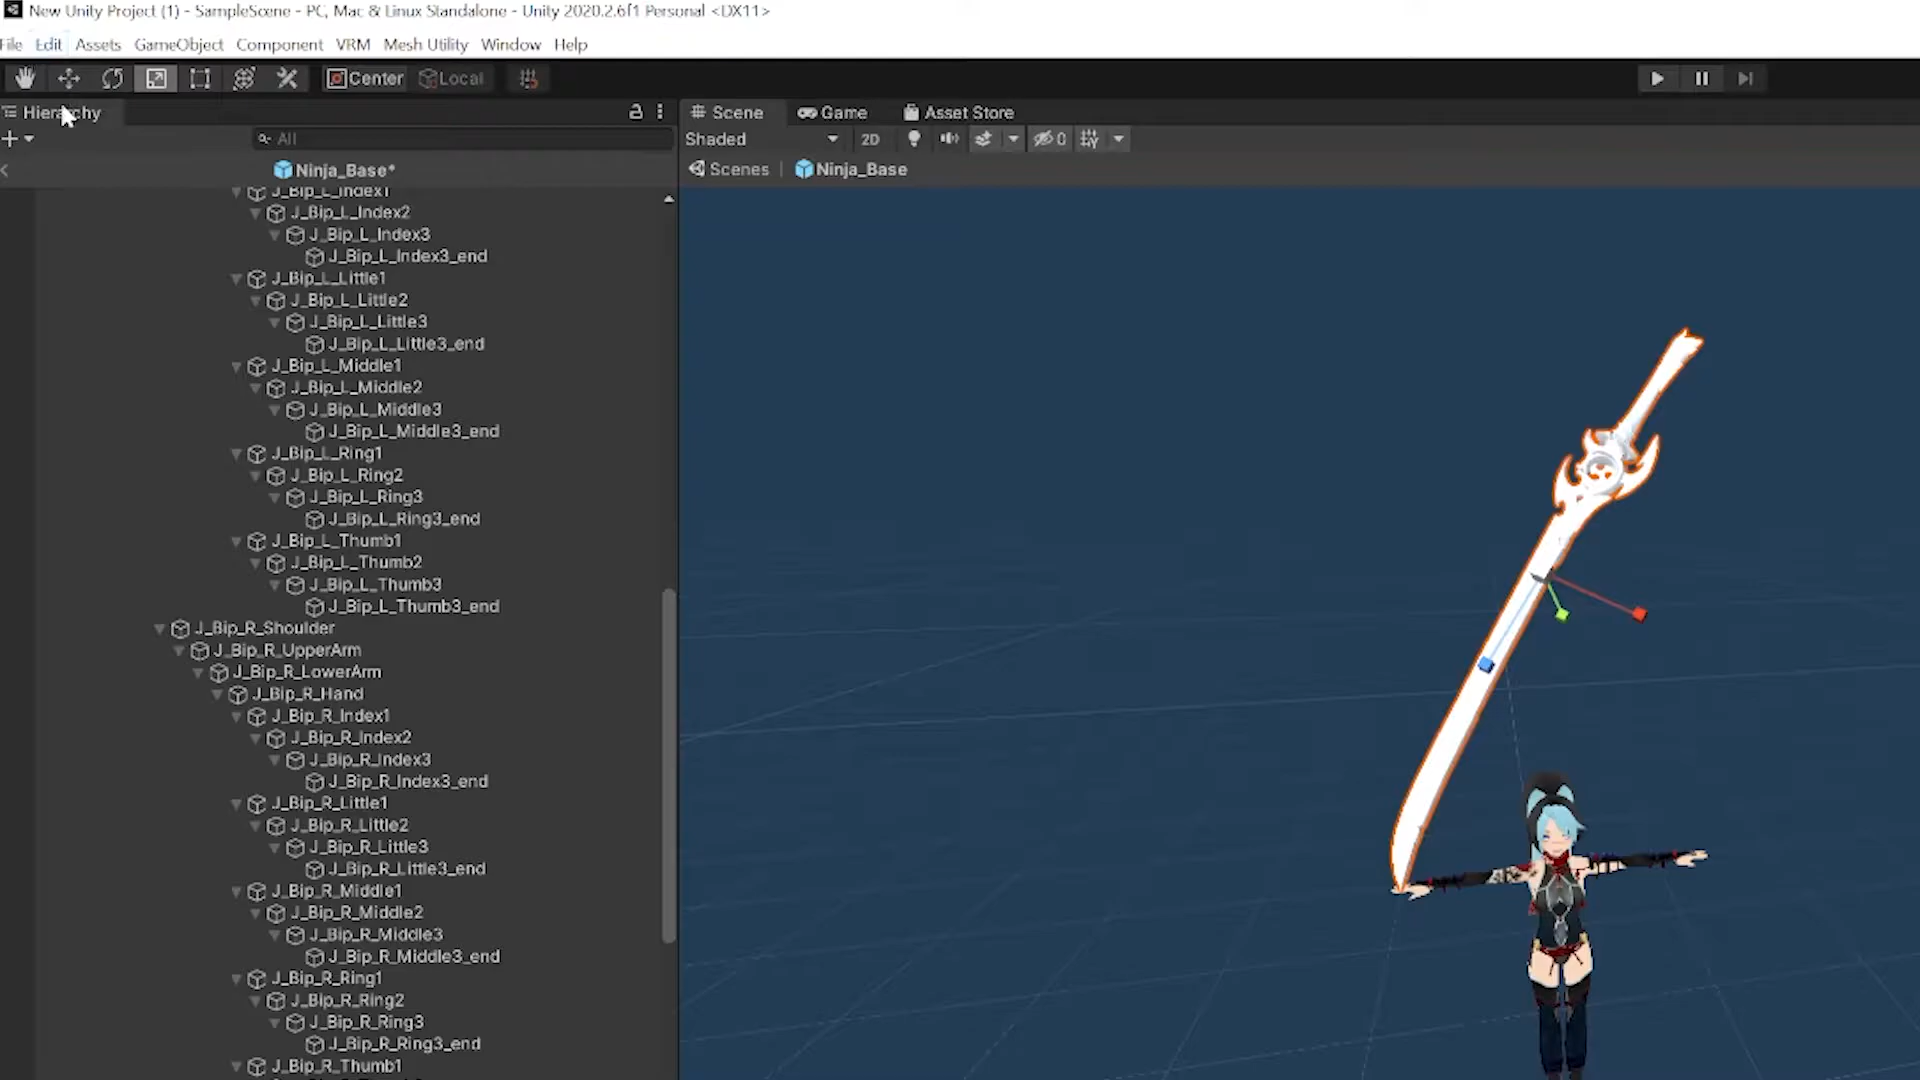 New Unity Project (1) - SampleScene - PC, Mac & Linux Standalone - Unity 2020.2.6f1 Personal <DX11>
File Edit Assets GameObject Component VRM Mesh Utility Window Help
Center Local
Hierarchy
Scene Game Asset Store
All
Shaded 2D 0
Ninja_Base*
Scenes Ninja_Base
J_Bip_L_Index1
J_Bip_L_Index2
J_Bip_L_Index3
J_Bip_L_Index3_end
J_Bip_L_Little1
J_Bip_L_Little2
J_Bip_L_Little3
J_Bip_L_Little3_end
J_Bip_L_Middle1
J_Bip_L_Middle2
J_Bip_L_Middle3
J_Bip_L_Middle3_end
J_Bip_L_Ring1
J_Bip_L_Ring2
J_Bip_L_Ring3
J_Bip_L_Ring3_end
J_Bip_L_Thumb1
J_Bip_L_Thumb2
J_Bip_L_Thumb3
J_Bip_L_Thumb3_end
J_Bip_R_Shoulder
J_Bip_R_UpperArm
J_Bip_R_LowerArm
J_Bip_R_Hand
J_Bip_R_Index1
J_Bip_R_Index2
J_Bip_R_Index3
J_Bip_R_Index3_end
J_Bip_R_Little1
J_Bip_R_Little2
J_Bip_R_Little3
J_Bip_R_Little3_end
J_Bip_R_Middle1
J_Bip_R_Middle2
J_Bip_R_Middle3
J_Bip_R_Middle3_end
J_Bip_R_Ring1
J_Bip_R_Ring2
J_Bip_R_Ring3
J_Bip_R_Ring3_end
J_Bip_R_Thumb1